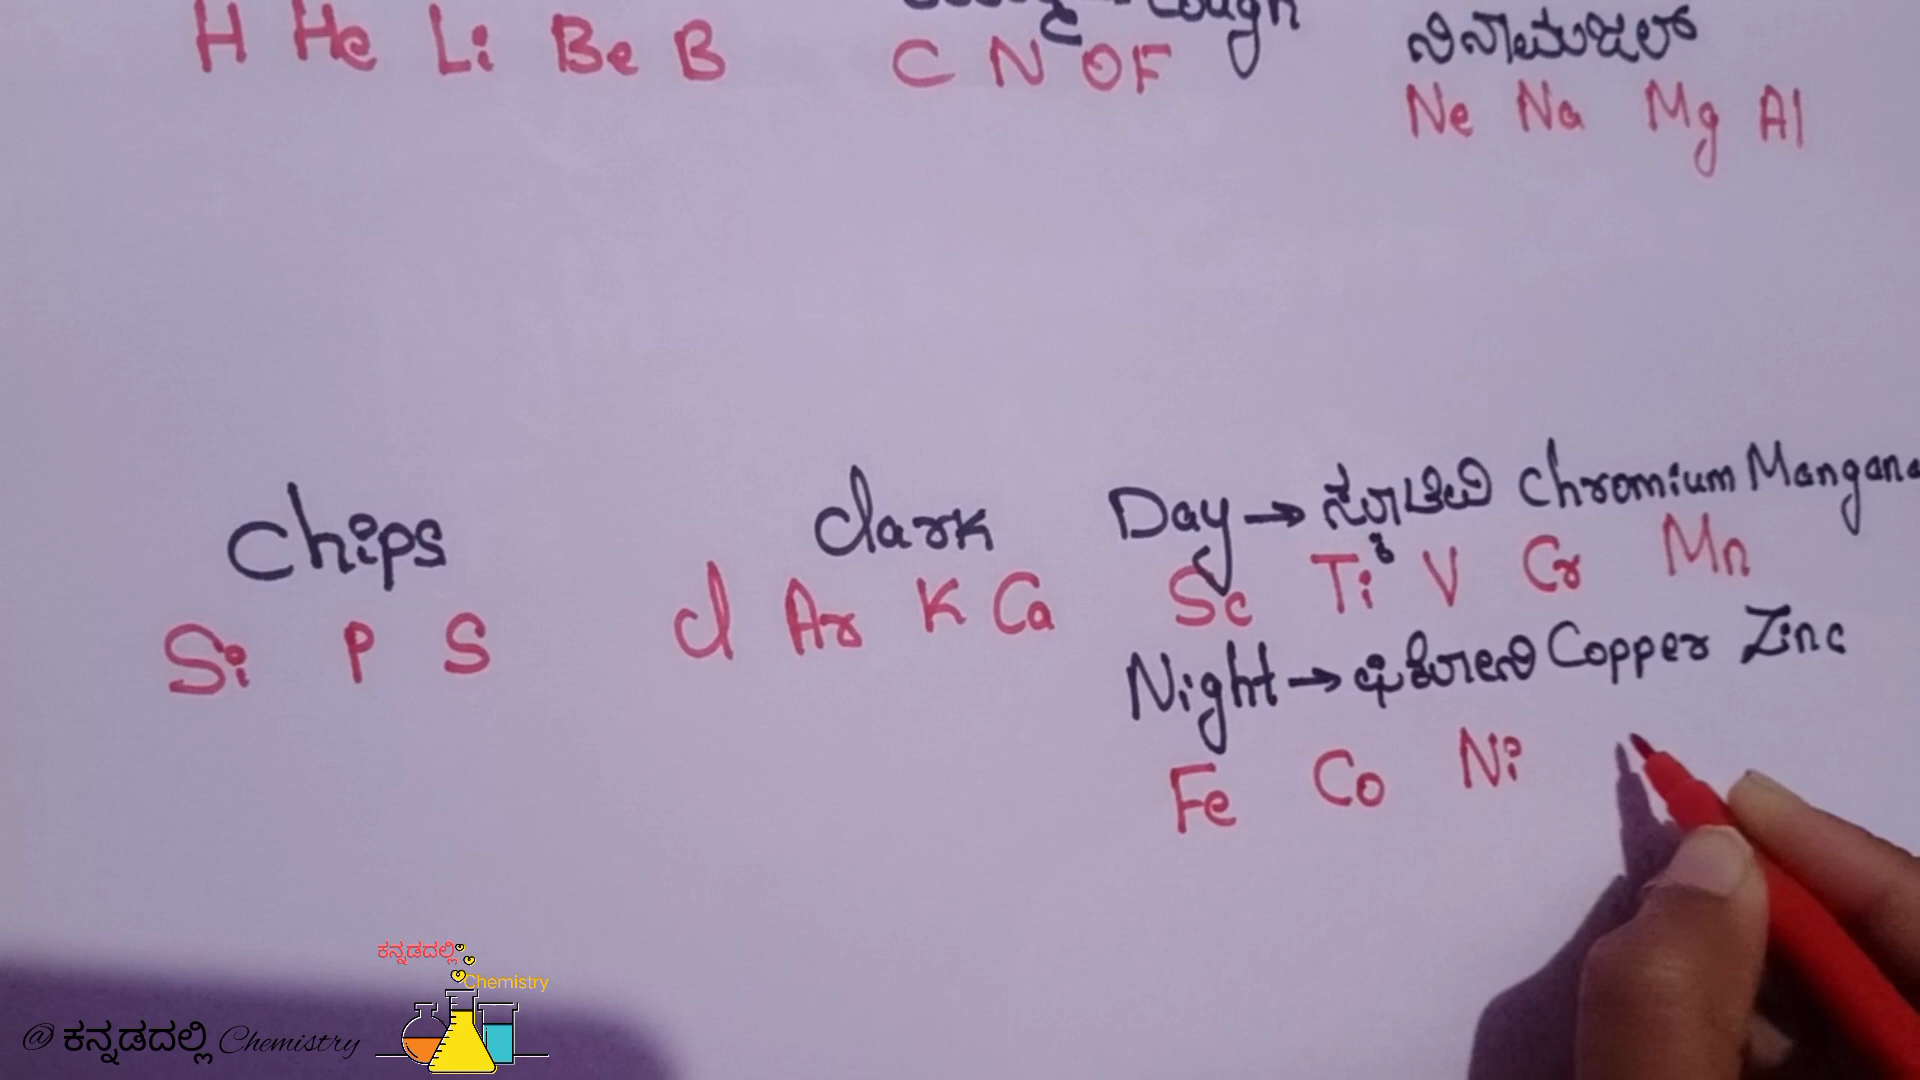 H He Li Be B
C N O F
Ne Na Mg Al
Chips
Si P S
Clark
Cl Ar K Ca
Day → Chromium
Sc Ti V Cr Mn
Night → Copper Zinc
Fe Co Ni
ಕನ್ನಡದಲ್ಲಿ
Chemistry
@ ಕನ್ನಡದಲ್ಲಿ Chemistry